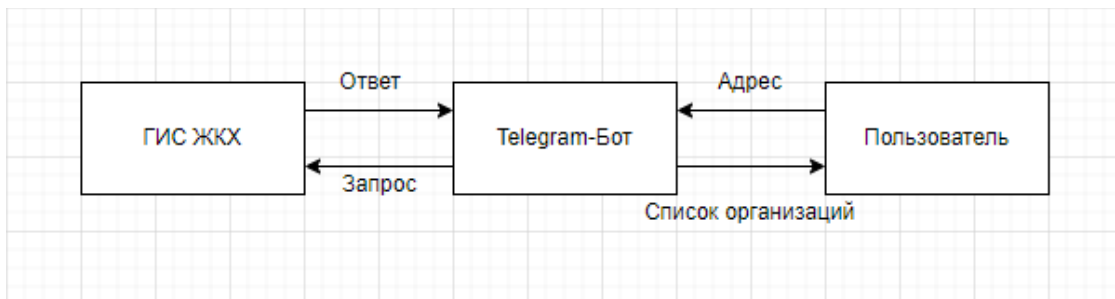 Ответ
Адрес
ГИС ЖКХ
Telegram-Бот
Пользователь
Запрос
Список организаций